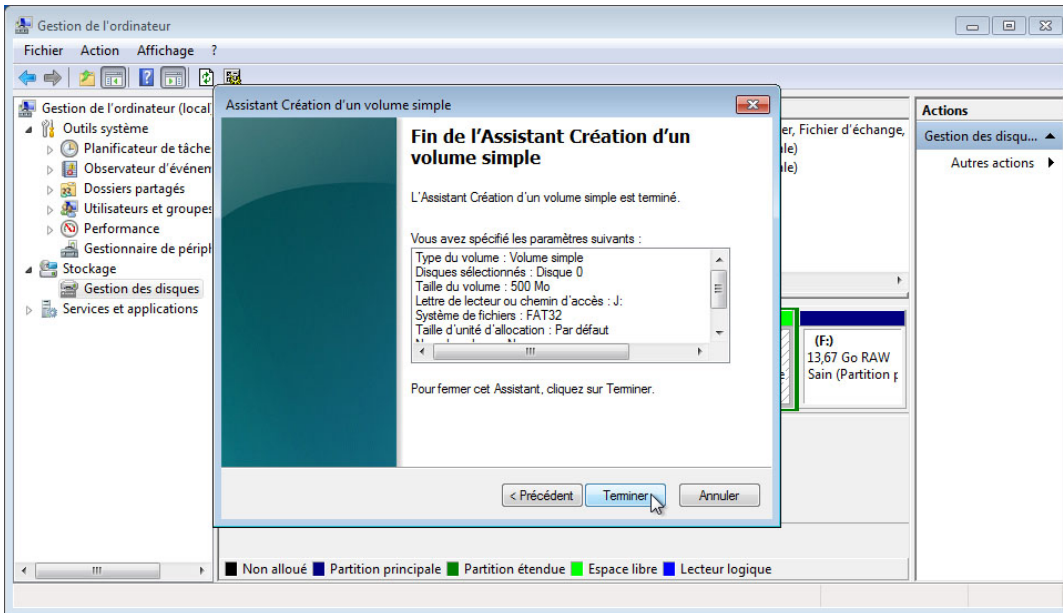 Gestion de l'ordinateur
Fichier Action Affichage ?
Gestion de l'ordinateur (local
Outils système
Planificateur de tâche
Observateur d'événem
Dossiers partagés
Utilisateurs et groupes
Performance
Gestionnaire de périph
Stockage
Gestion des disques
Services et applications
Assistant Création d'un volume simple
Fin de l'Assistant Création d'un
volume simple
L'Assistant Création d'un volume simple est terminé.
Vous avez spécifié les paramètres suivants :
Type du volume : Volume simple
Disques sélectionnés : Disque 0
Taille du volume : 500 Mo
Lettre de lecteur ou chemin d'accès : J:
Système de fichiers : FAT32
Taille d'unité d'allocation : Par défaut
Pour fermer cet Assistant, cliquez sur Terminer.
< Précédent Terminer Annuler
er, Fichier d'échange,
ale)
ale)
(F:)
13,67 Go RAW
Sain (Partition p
Non alloué Partition principale Partition étendue Espace libre Lecteur logique
Actions
Gestion des disqu...
Autres actions